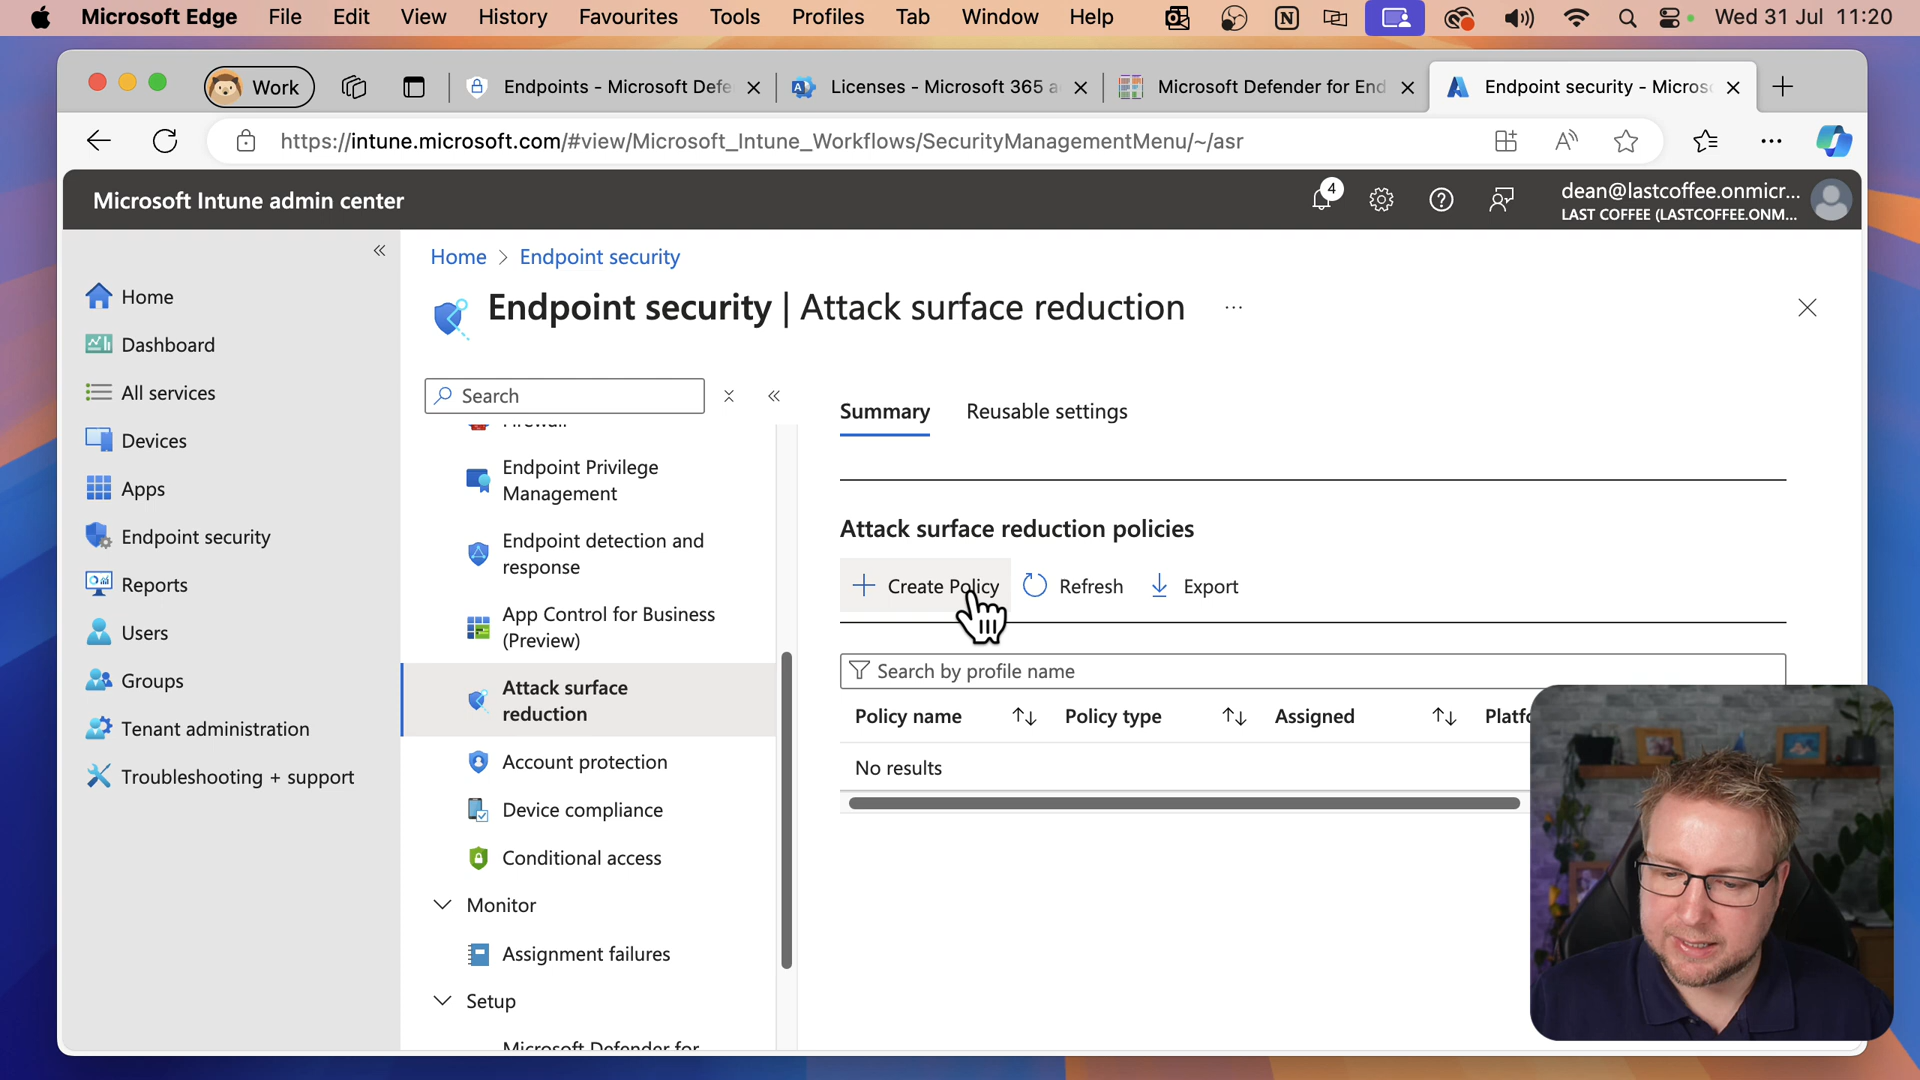 Microsoft Edge File Edit View History Favourites Tools Profiles Tab Window Help Wed 31 Jul 11:20
Work Endpoints - Microsoft Defe Licenses - Microsoft 365 a Microsoft Defender for End Endpoint security - Micros
https://intune.microsoft.com/#view/Microsoft_Intune_Workflows/SecurityManagementMenu/~/asr
Microsoft Intune admin center
4
dean@lastcoffee.onmicr...
LAST COFFEE (LASTCOFFEE.ONM...
Home
Dashboard
All services
Devices
Apps
Endpoint security
Reports
Users
Groups
Tenant administration
Troubleshooting + support
Home > Endpoint security
Endpoint security | Attack surface reduction ...
Search
Firewall
Endpoint Privilege
Management
Endpoint detection and
response
App Control for Business
(Preview)
Attack surface
reduction
Account protection
Device compliance
Conditional access
Monitor
Assignment failures
Setup
Microsoft Defender for
Summary Reusable settings
Attack surface reduction policies
Create Policy Refresh Export
Search by profile name
Policy name Policy type Assigned Platfo
No results